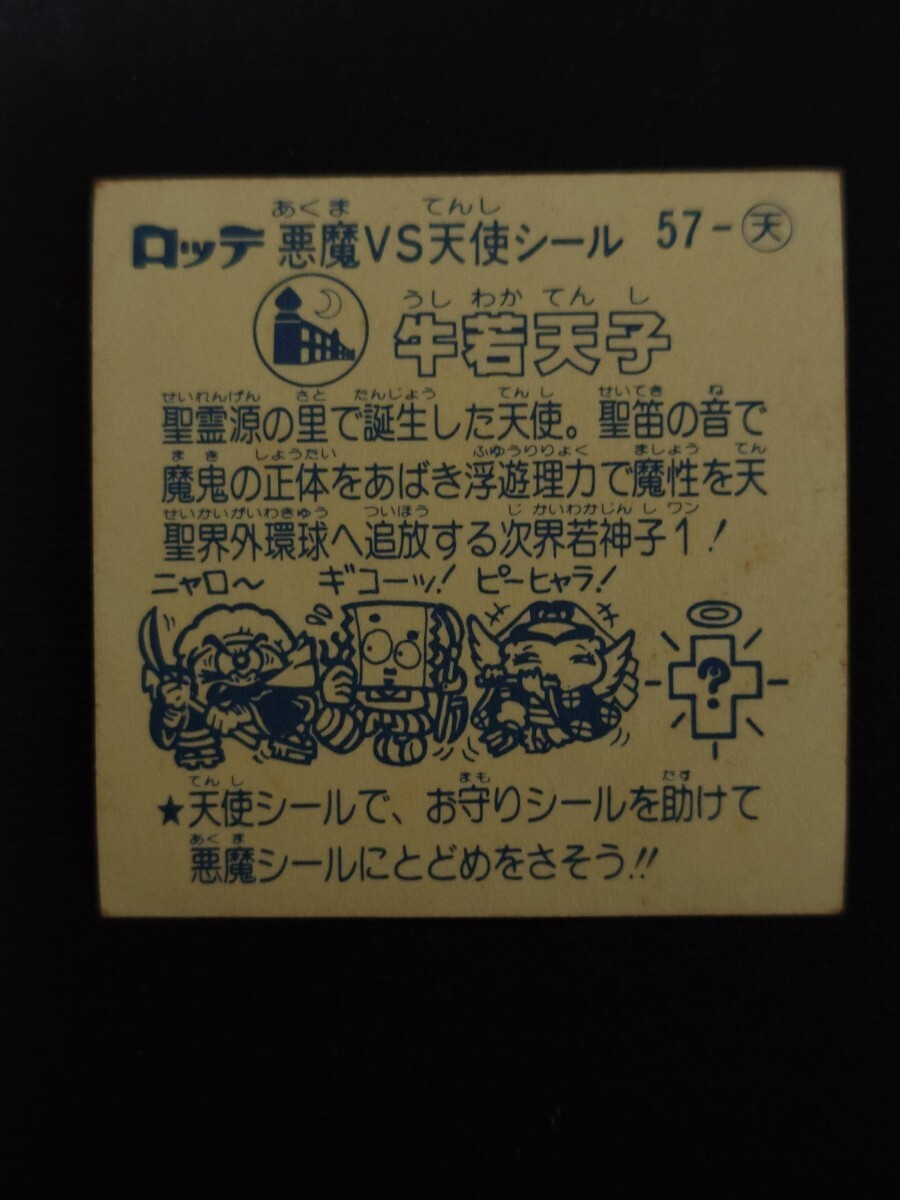 あくま てんし
ロッテ 悪魔VS天使シール 57-天
うしわかてんし
牛若天子
せいれんげん さと たんじょう てんし せいてき ね
聖霊源の里で誕生した天使。聖笛の音で
まき しょうたい ふゆうりりょく ましょう てん
魔鬼の正体をあばき浮遊理力で魔性を天
せいかいがいわきゅう ついほう じかいわかじんしワン
聖界外環球へ追放する次界若神子1!
ニャロ〜 ギコーッ! ピーヒャラ!
?
てんし まも たす
★天使シールで、お守りシールを助けて
あくま
悪魔シールにとどめをさそう!!